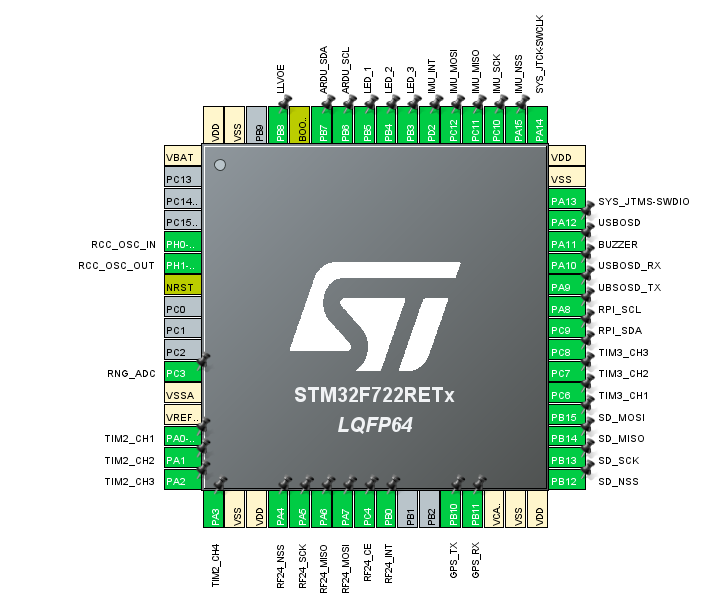 LLVOE
ARDU_SDA
ARDU_SCL
LED_1
LED_2
LED_3
IMU_INT
IMU_MOSI
IMU_MISO
IMU_SCK
IMU_NSS
SYS_JTCK-SWCLK
VDD
VSS
PB9
PB8
BOO..
PB7
PB6
PB5
PB4
PB3
PD2
PC12
PC11
PC10
PA15
PA14
VBAT
PC13
PC14..
PC15..
RCC_OSC_IN PH0-..
RCC_OSC_OUT PH1-..
NRST
PC0
PC1
PC2
RNG_ADC PC3
VSSA
VREF..
TIM2_CH1 PA0-..
TIM2_CH2 PA1
TIM2_CH3 PA2
ST
STM32F722RETx
LQFP64
VDD
VSS
PA13 SYS_JTMS-SWDIO
PA12 USBOSD
PA11 BUZZER
PA10 USBOSD_RX
PA9 UBSOSD_TX
PA8 RPI_SCL
PC9 RPI_SDA
PC8 TIM3_CH3
PC7 TIM3_CH2
PC6 TIM3_CH1
PB15 SD_MOSI
PB14 SD_MISO
PB13 SD_SCK
PB12 SD_NSS
PA3
VSS
VDD
PA4
PA5
PA6
PA7
PC4
PB0
PB1
PB2
PB10
PB11
VCA.
VSS
VDD
TIM2_CH4
RF24_NSS
RF24_SCK
RF24_MISO
RF24_MOSI
RF24_CE
RF24_INT
GPS_TX
GPS_RX